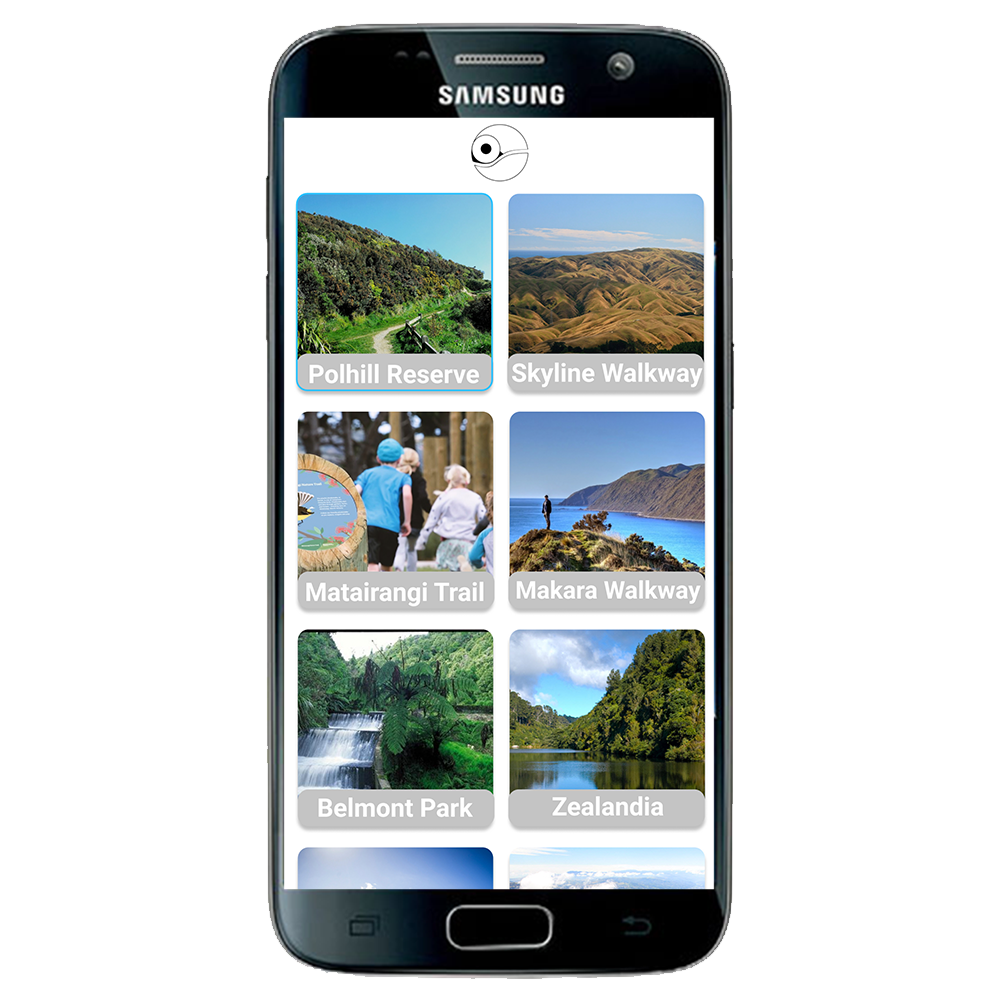 SAMSUNG
Polhill Reserve
Skyline Walkway
Matairangi Trail
Makara Walkway
Belmont Park
Zealandia